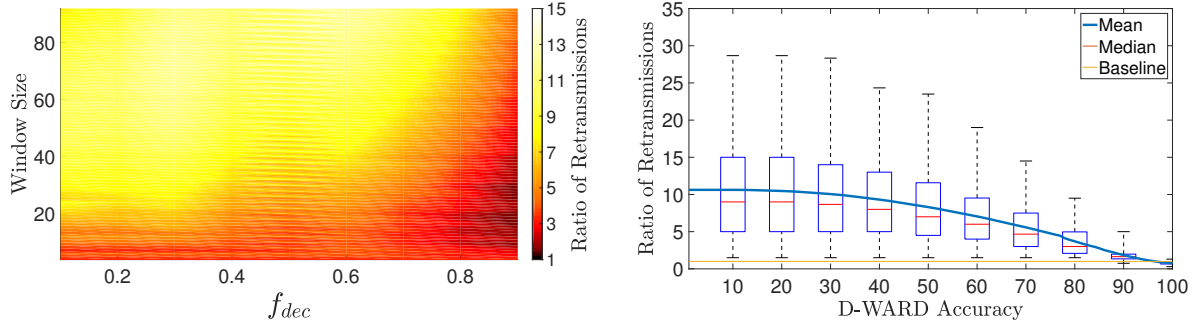 80
60
40
20
Window Size
0.2
0.4
0.6
0.8
f_dec
15
13
11
9
7
5
3
1
Ratio of Retransmissions
35
30
25
20
15
10
5
0
Ratio of Retransmissions
Mean
Median
Baseline
10 20 30 40 50 60 70 80 90 100
D-WARD Accuracy